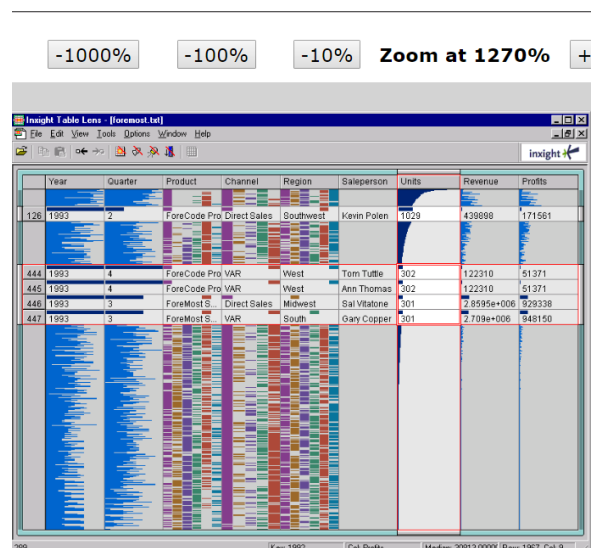 -1000% -100% -10% Zoom at 1270% +
Inxight Table Lens - [foremost.txt]
File Edit View Tools Options Window Help
inxight
Year Quarter Product Channel Region Saleperson Units Revenue Profits
126 1993 2 ForeCode Pro Direct Sales Southwest Kevin Polen 1029 439898 171561
444 1993 4 ForeCode Pro VAR West Tom Tuttle 302 122310 51371
445 1993 4 ForeCode Pro VAR West Ann Thomas 302 122310 51371
446 1993 3 ForeMost S... Direct Sales Midwest Sal Vitatone 301 2.8595e+006 929338
447 1993 3 ForeMost S... VAR South Gary Copper 301 2.709e+006 948150